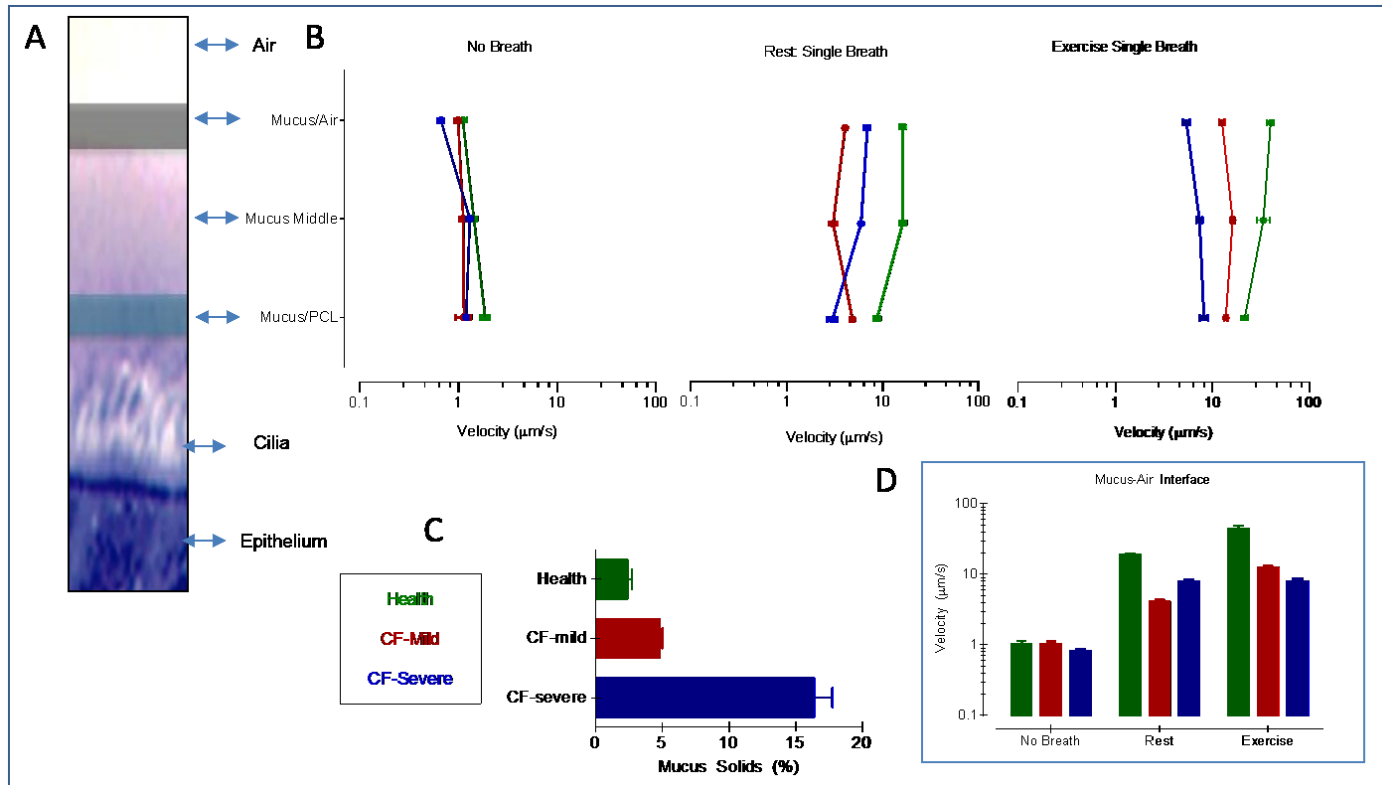 A
Air
Mucus/Air
Mucus Middle
Mucus/PCL
Cilia
Epithelium
B
No Breath
Rest: Single Breath
Exercise Single Breath
0.1 1 10 100
Velocity (μm/s)
0.1 1 10 100
Velocity (μm/s)
0.1 1 10 100
Velocity (μm/s)
C
Health
CF-Mild
CF-Severe
Health
CF-mild
CF-severe
0 5 10 15 20
Mucus Solids (%)
D
Mucus-Air Interface
Velocity (μm/s)
100
10
1
0.1
No Breath Rest Exercise